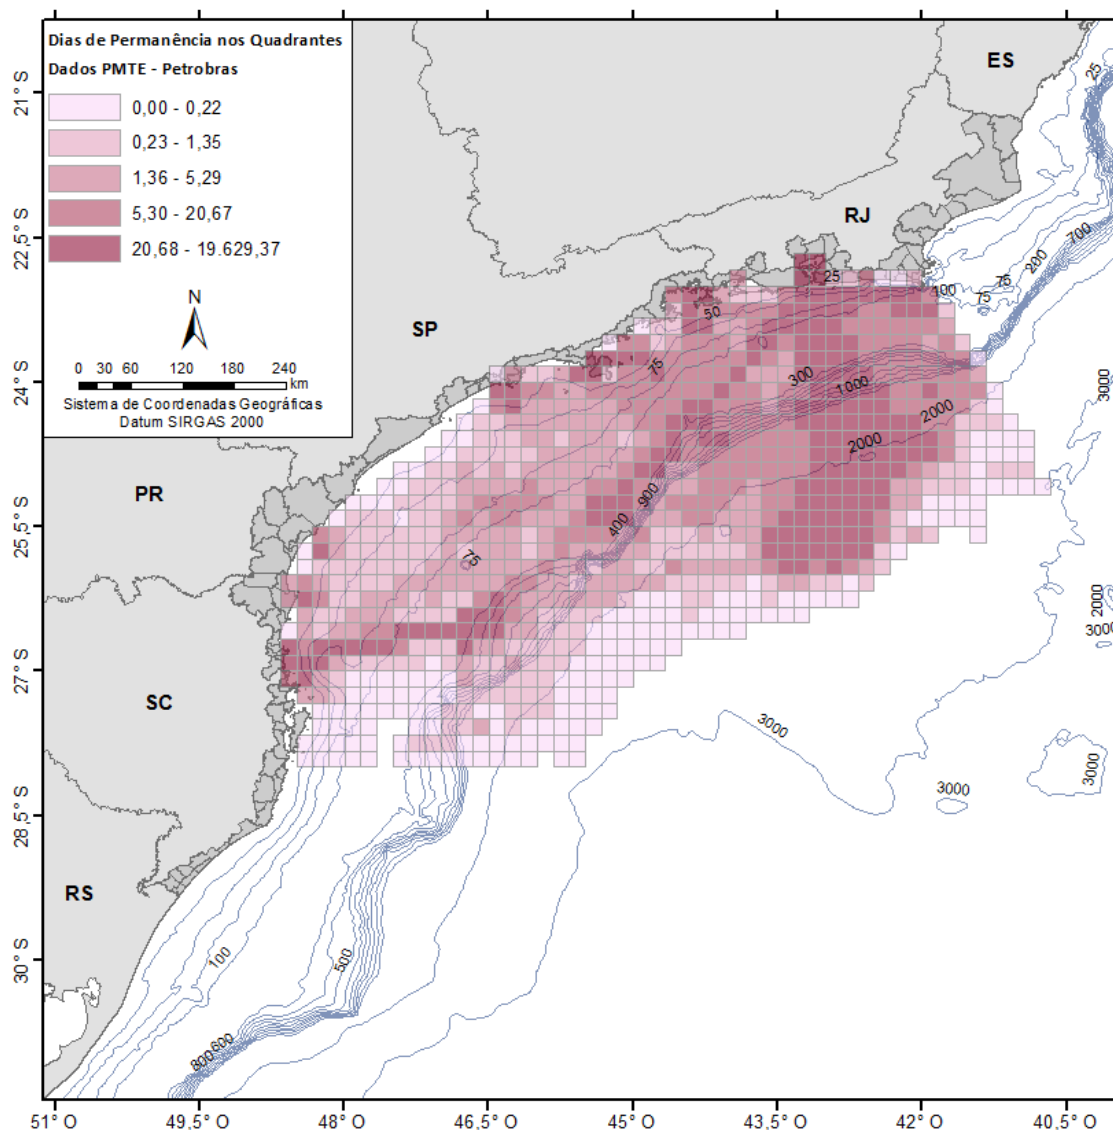 Dias de Permanência nos Quadrantes
Dados PMTE - Petrobras
0,00 - 0,22
0,23 - 1,35
1,36 - 5,29
5,30 - 20,67
20,68 - 19.629,37
N
0 30 60 120 180 240
km
Sistema de Coordenadas Geográficas
Datum SIRGAS 2000
ES
RJ
SP
PR
SC
RS
25
700
200
75
75
75
100
25
50
75
300
1000
2000
2000
3000
900
400
75
2000
3000
3000
3000
3000
100
500
600
800
21° S
22,5° S
24° S
25,5° S
27° S
28,5° S
30° S
51° O
49,5° O
48° O
46,5° O
45° O
43,5° O
42° O
40,5° O